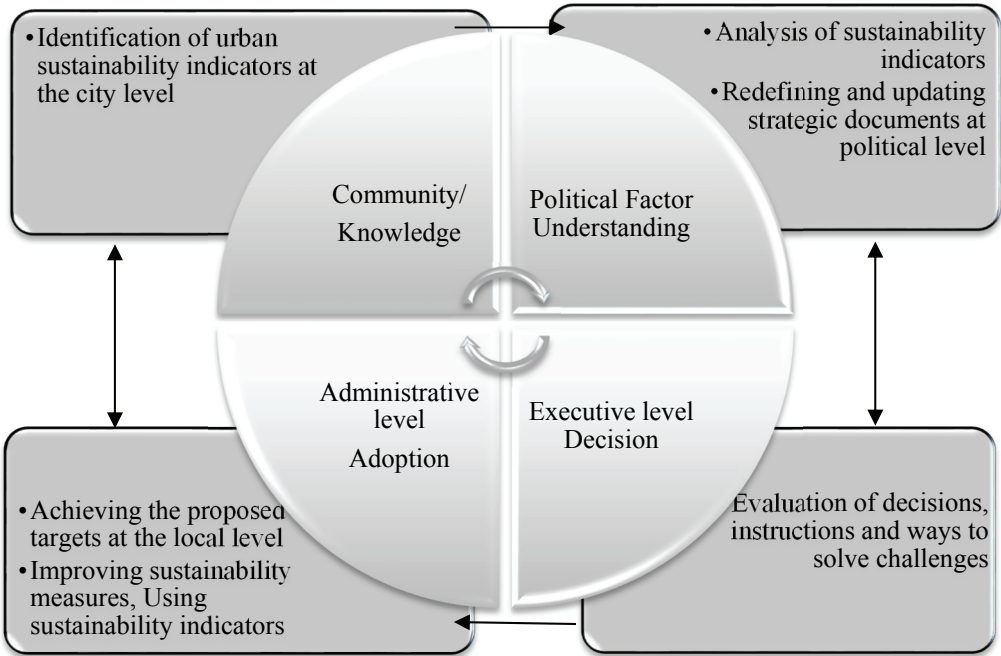 • Identification of urban
sustainability indicators at
the city level
• Analysis of sustainability
indicators
• Redefining and updating
strategic documents at
political level
Community/
Knowledge
Political Factor
Understanding
Administrative
level
Adoption
Executive level
Decision
• Achieving the proposed
targets at the local level
• Improving sustainability
measures, Using
sustainability indicators
Evaluation of decisions,
instructions and ways to
solve challenges